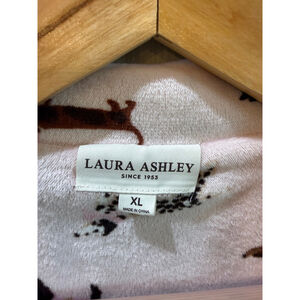 LAURA ASHLEY
SINCE 1953
XL
MADE IN CHINA